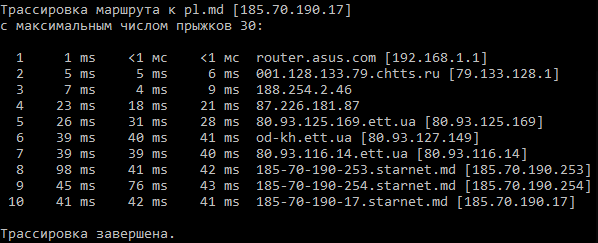 Трассировка маршрута к pl.md [185.70.190.17]
с максимальным числом прыжков 30:
1 1 ms <1 мс <1 мс router.asus.com [192.168.1.1]
2 5 ms 5 ms 6 ms 001.128.133.79.chtts.ru [79.133.128.1]
3 7 ms 4 ms 9 ms 188.254.2.46
4 23 ms 18 ms 21 ms 87.226.181.87
5 26 ms 31 ms 28 ms 80.93.125.169.ett.ua [80.93.125.169]
6 39 ms 40 ms 41 ms od-kh.ett.ua [80.93.127.149]
7 39 ms 39 ms 40 ms 80.93.116.14.ett.ua [80.93.116.14]
8 98 ms 41 ms 42 ms 185-70-190-253.starnet.md [185.70.190.253]
9 45 ms 76 ms 43 ms 185-70-190-254.starnet.md [185.70.190.254]
10 41 ms 42 ms 41 ms 185-70-190-17.starnet.md [185.70.190.17]
Трассировка завершена.